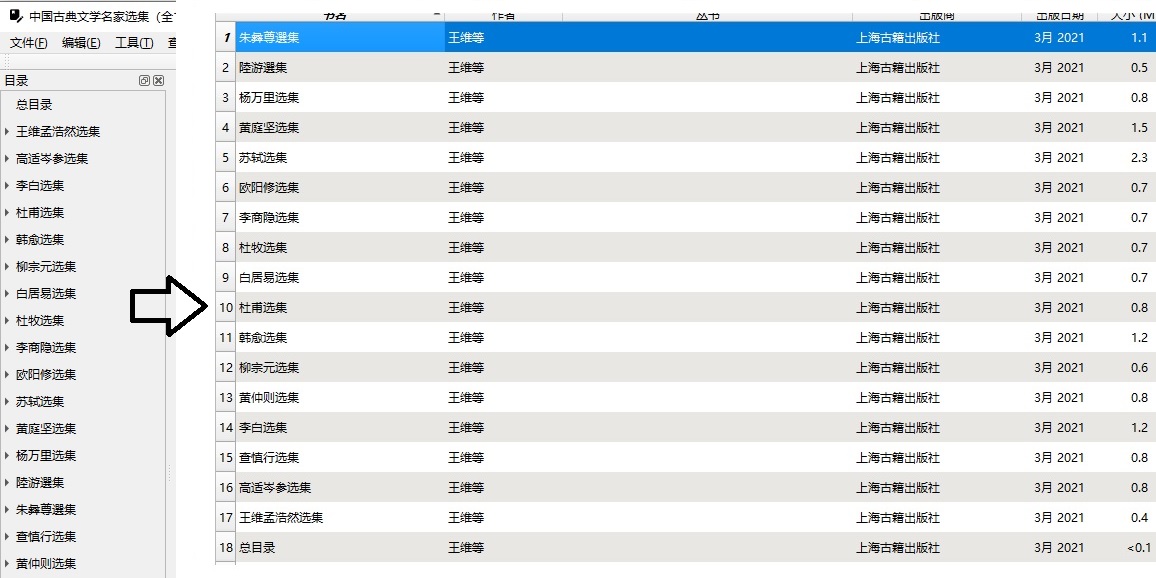 中国古典文学名家选集（全
文件(F) 编辑(E) 工具(T) 查
目录
总目录
王维孟浩然选集
高适岑参选集
李白选集
杜甫选集
韩愈选集
柳宗元选集
白居易选集
杜牧选集
李商隐选集
欧阳修选集
苏轼选集
黄庭坚选集
杨万里选集
陸游選集
朱彝尊選集
查慎行选集
黄仲则选集
书名 作者 丛书 出版商 出版日期 大小 (M
1 朱彝尊選集 王维等 上海古籍出版社 3月 2021 1.1
2 陸游選集 王维等 上海古籍出版社 3月 2021 0.5
3 杨万里选集 王维等 上海古籍出版社 3月 2021 0.8
4 黄庭坚选集 王维等 上海古籍出版社 3月 2021 1.5
5 苏轼选集 王维等 上海古籍出版社 3月 2021 2.3
6 欧阳修选集 王维等 上海古籍出版社 3月 2021 0.7
7 李商隐选集 王维等 上海古籍出版社 3月 2021 0.7
8 杜牧选集 王维等 上海古籍出版社 3月 2021 0.7
9 白居易选集 王维等 上海古籍出版社 3月 2021 0.7
10 杜甫选集 王维等 上海古籍出版社 3月 2021 0.8
11 韩愈选集 王维等 上海古籍出版社 3月 2021 1.2
12 柳宗元选集 王维等 上海古籍出版社 3月 2021 0.6
13 黄仲则选集 王维等 上海古籍出版社 3月 2021 0.8
14 李白选集 王维等 上海古籍出版社 3月 2021 1.2
15 查慎行选集 王维等 上海古籍出版社 3月 2021 0.8
16 高适岑参选集 王维等 上海古籍出版社 3月 2021 0.8
17 王维孟浩然选集 王维等 上海古籍出版社 3月 2021 0.4
18 总目录 王维等 上海古籍出版社 3月 2021 <0.1